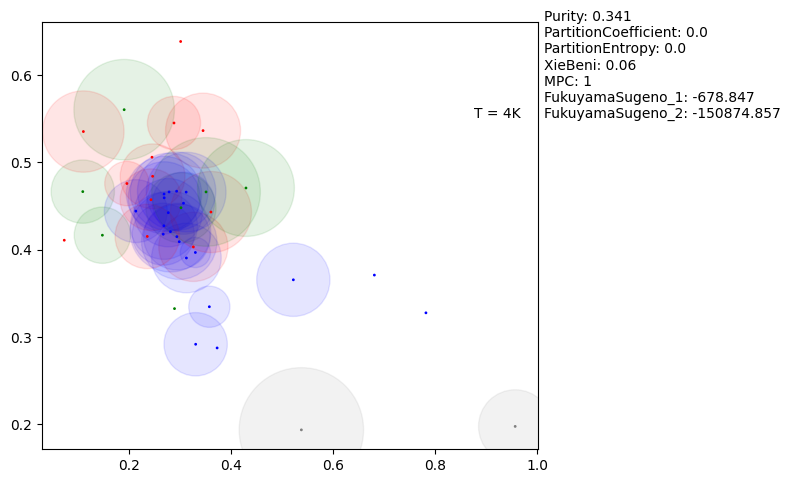 Purity: 0.341
PartitionCoefficient: 0.0
PartitionEntropy: 0.0
XieBeni: 0.06
MPC: 1
FukuyamaSugeno_1: -678.847
FukuyamaSugeno_2: -150874.857
T = 4K
0.6
0.5
0.4
0.3
0.2
0.2 0.4 0.6 0.8 1.0